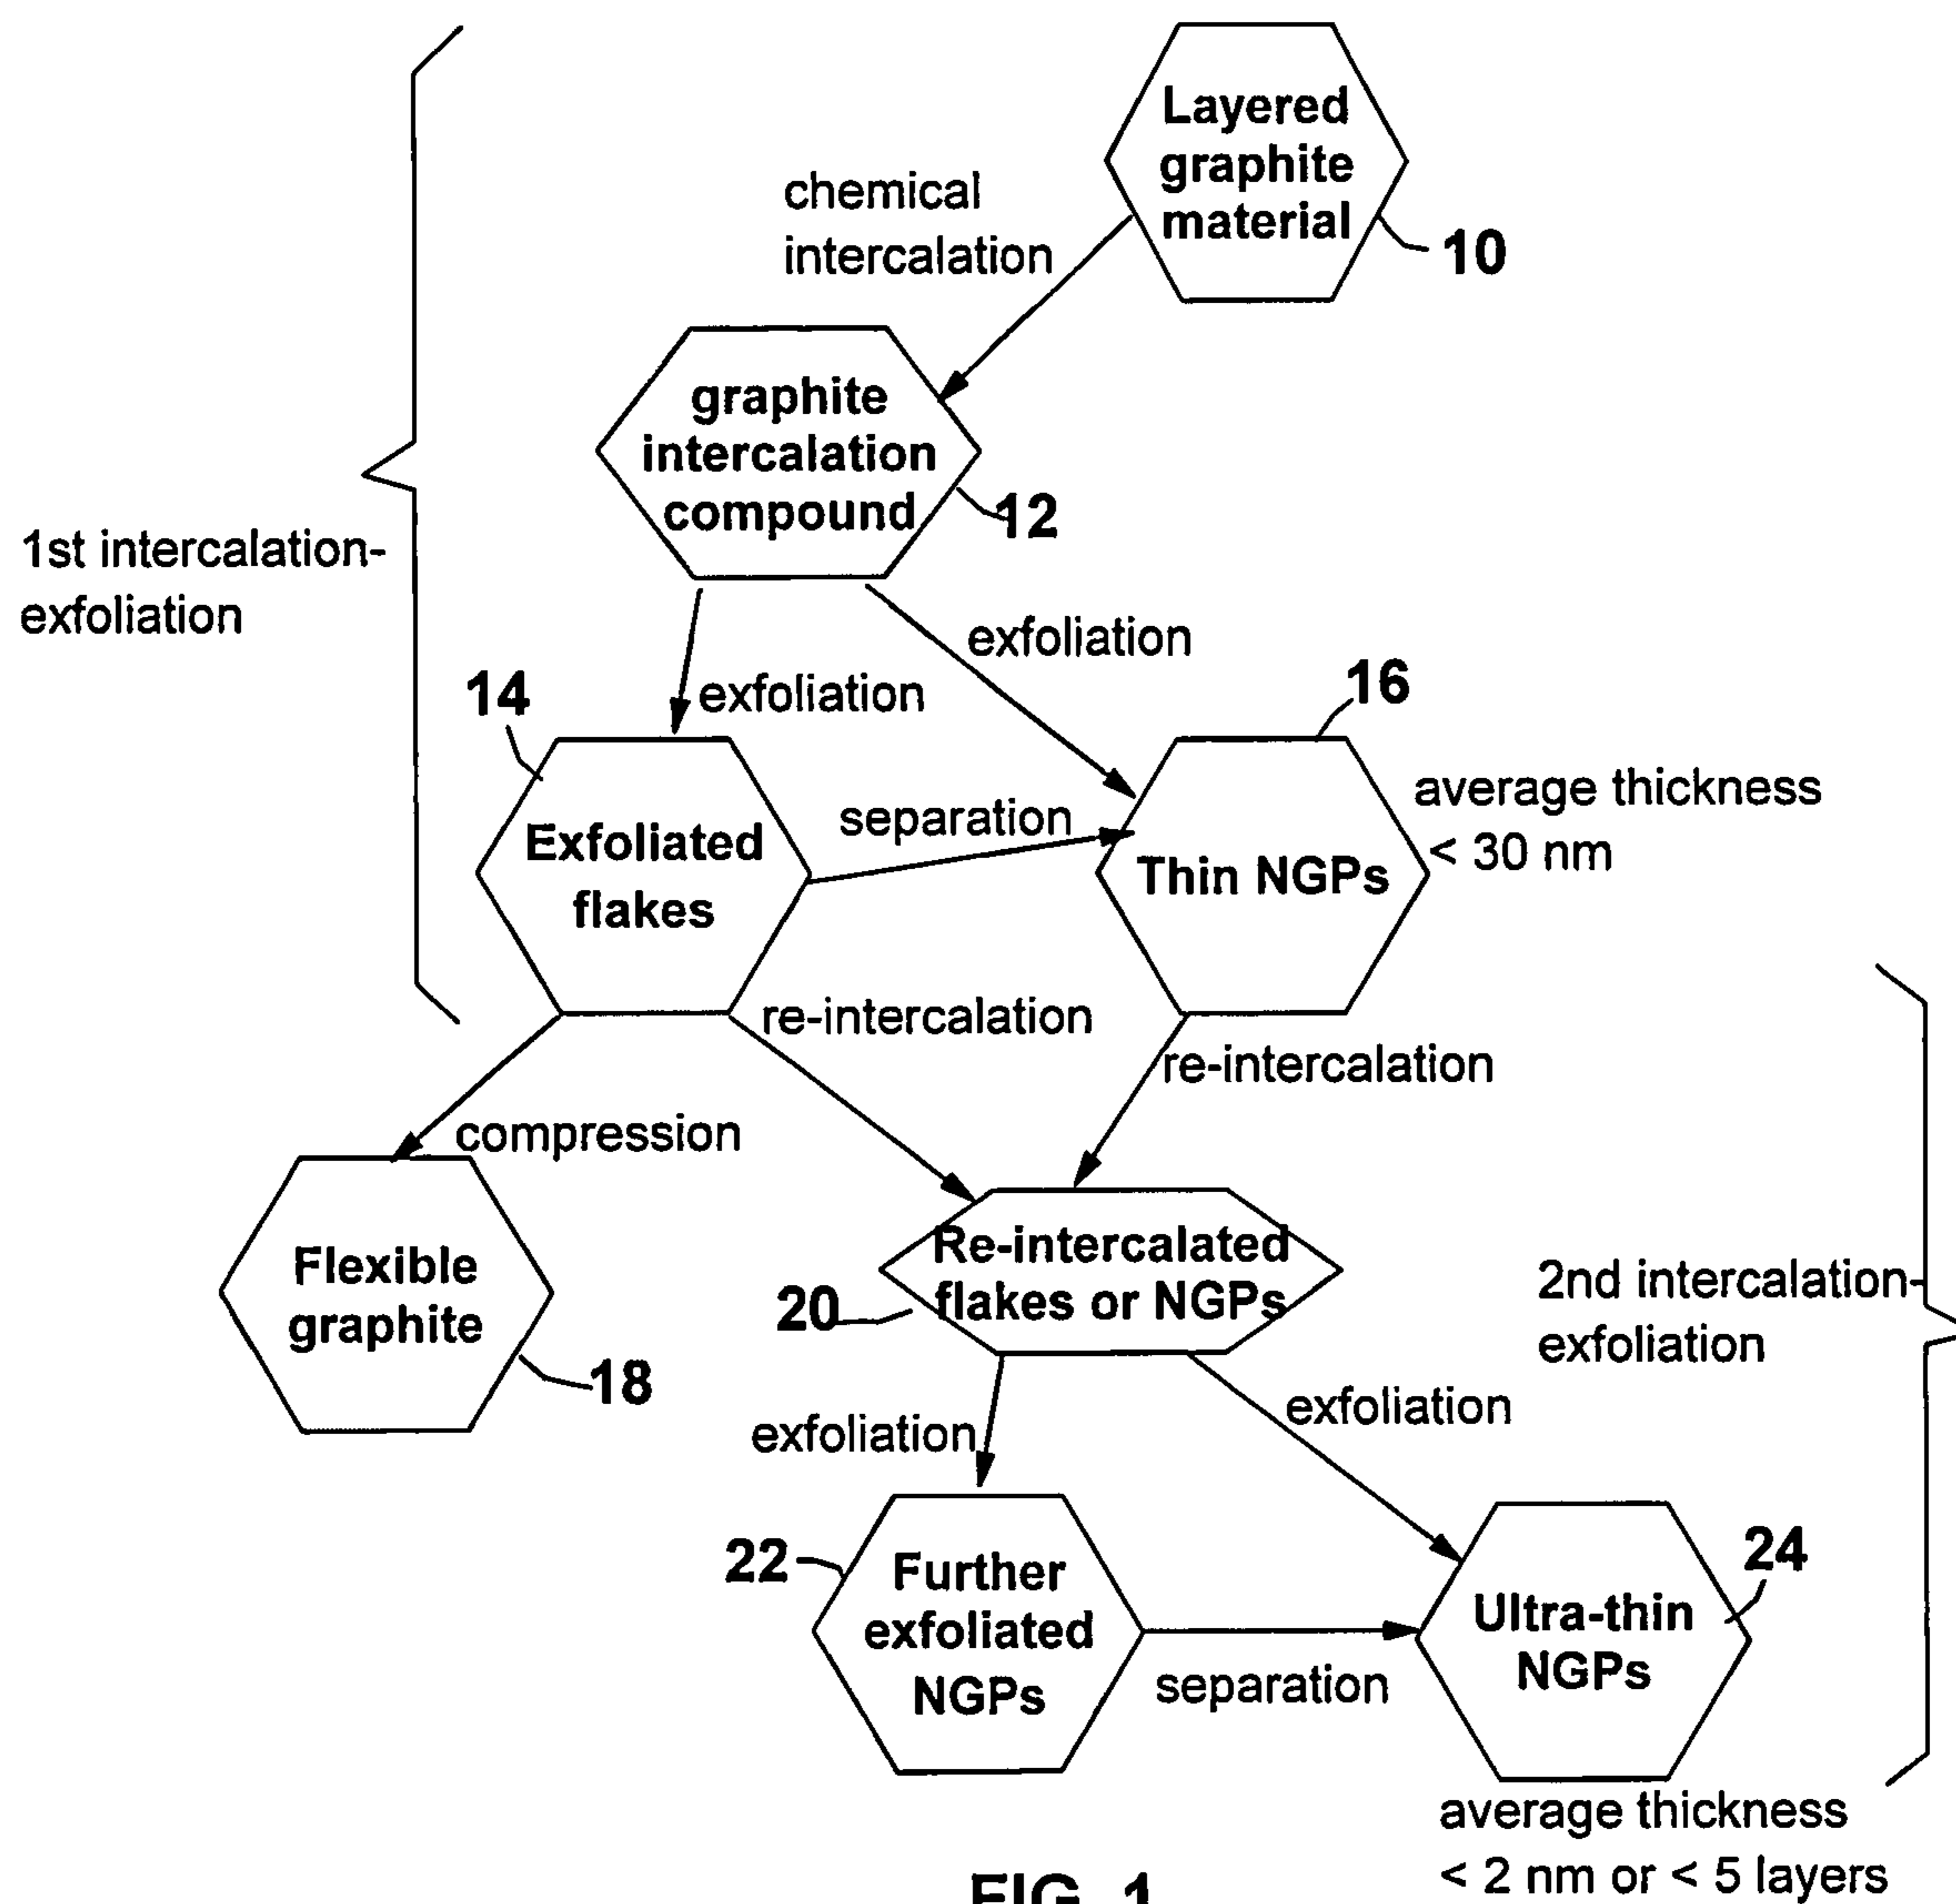 Layered
graphite
material
10
chemical
intercalation
graphite
intercalation
compound
12
1st intercalation-
exfoliation
exfoliation
exfoliation
14
16
Exfoliated
flakes
separation
Thin NGPs
average thickness
< 30 nm
re-intercalation
re-intercalation
compression
Flexible
graphite
18
Re-intercalated
flakes or NGPs
20
2nd intercalation-
exfoliation
exfoliation
exfoliation
22
Further
exfoliated
NGPs
separation
24
Ultra-thin
NGPs
average thickness
< 2 nm or < 5 layers
FIG. 1